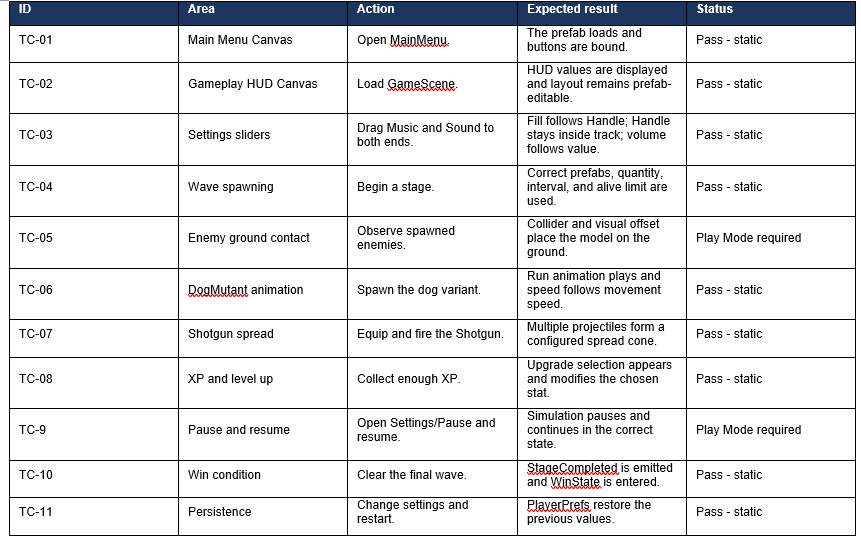 ID Area Action Expected result Status
TC-01 Main Menu Canvas Open MainMenu. The prefab loads and
buttons are bound. Pass - static
TC-02 Gameplay HUD Canvas Load GameScene. HUD values are displayed
and layout remains prefab-
editable. Pass - static
TC-03 Settings sliders Drag Music and Sound to
both ends. Fill follows Handle; Handle
stays inside track; volume
follows value. Pass - static
TC-04 Wave spawning Begin a stage. Correct prefabs, quantity,
interval, and alive limit are
used. Pass - static
TC-05 Enemy ground contact Observe spawned
enemies. Collider and visual offset
place the model on the
ground. Play Mode required
TC-06 DogMutant animation Spawn the dog variant. Run animation plays and
speed follows movement
speed. Pass - static
TC-07 Shotgun spread Equip and fire the Shotgun. Multiple projectiles form a
configured spread cone. Pass - static
TC-08 XP and level up Collect enough XP. Upgrade selection appears
and modifies the chosen
stat. Pass - static
TC-9 Pause and resume Open Settings/Pause and
resume. Simulation pauses and
continues in the correct
state. Play Mode required
TC-10 Win condition Clear the final wave. StageCompleted is emitted
and WinState is entered. Pass - static
TC-11 Persistence Change settings and
restart. PlayerPrefs restore the
previous values. Pass - static